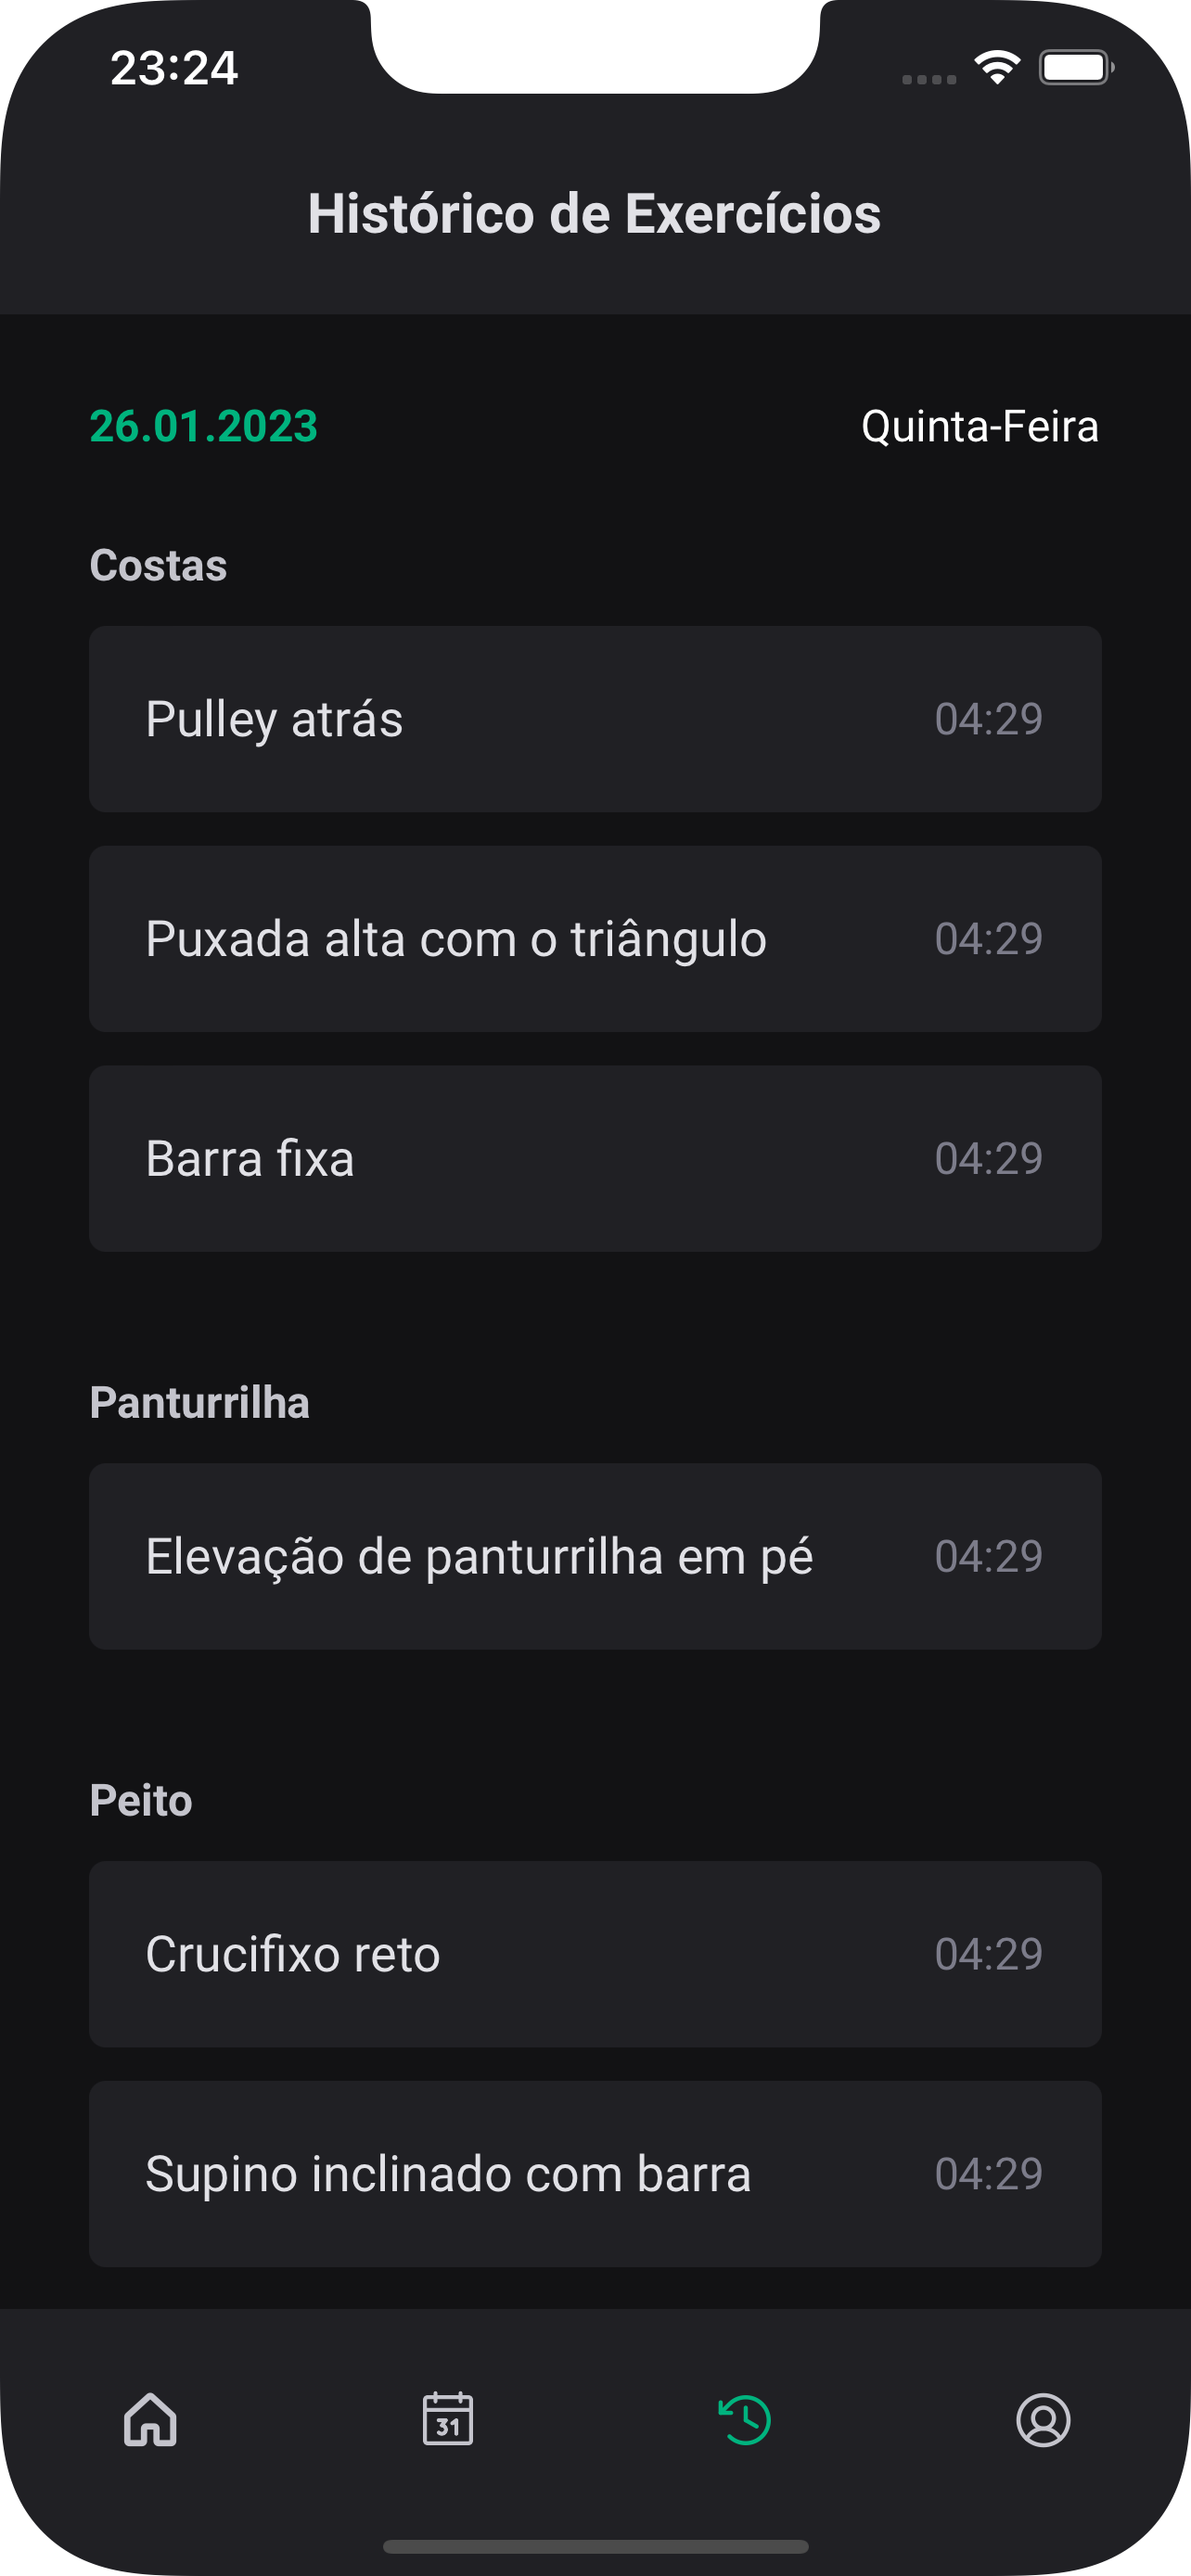 23:24
Histórico de Exercícios
26.01.2023 Quinta-Feira
Costas
Pulley atrás 04:29
Puxada alta com o triângulo 04:29
Barra fixa 04:29
Panturrilha
Elevação de panturrilha em pé 04:29
Peito
Crucifixo reto 04:29
Supino inclinado com barra 04:29
31